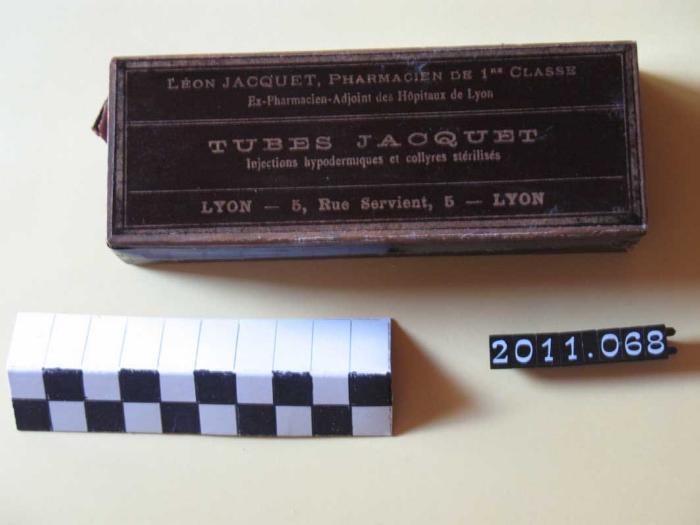 LÉON JACQUET, PHARMACIEN DE 1RE CLASSE
Ex-Pharmacien-Adjoint des Hôpitaux de Lyon
TUBES JACQUET
Injections hypodermiques et collyres stérilisés
LYON — 5, Rue Servient, 5 — LYON
2011.068